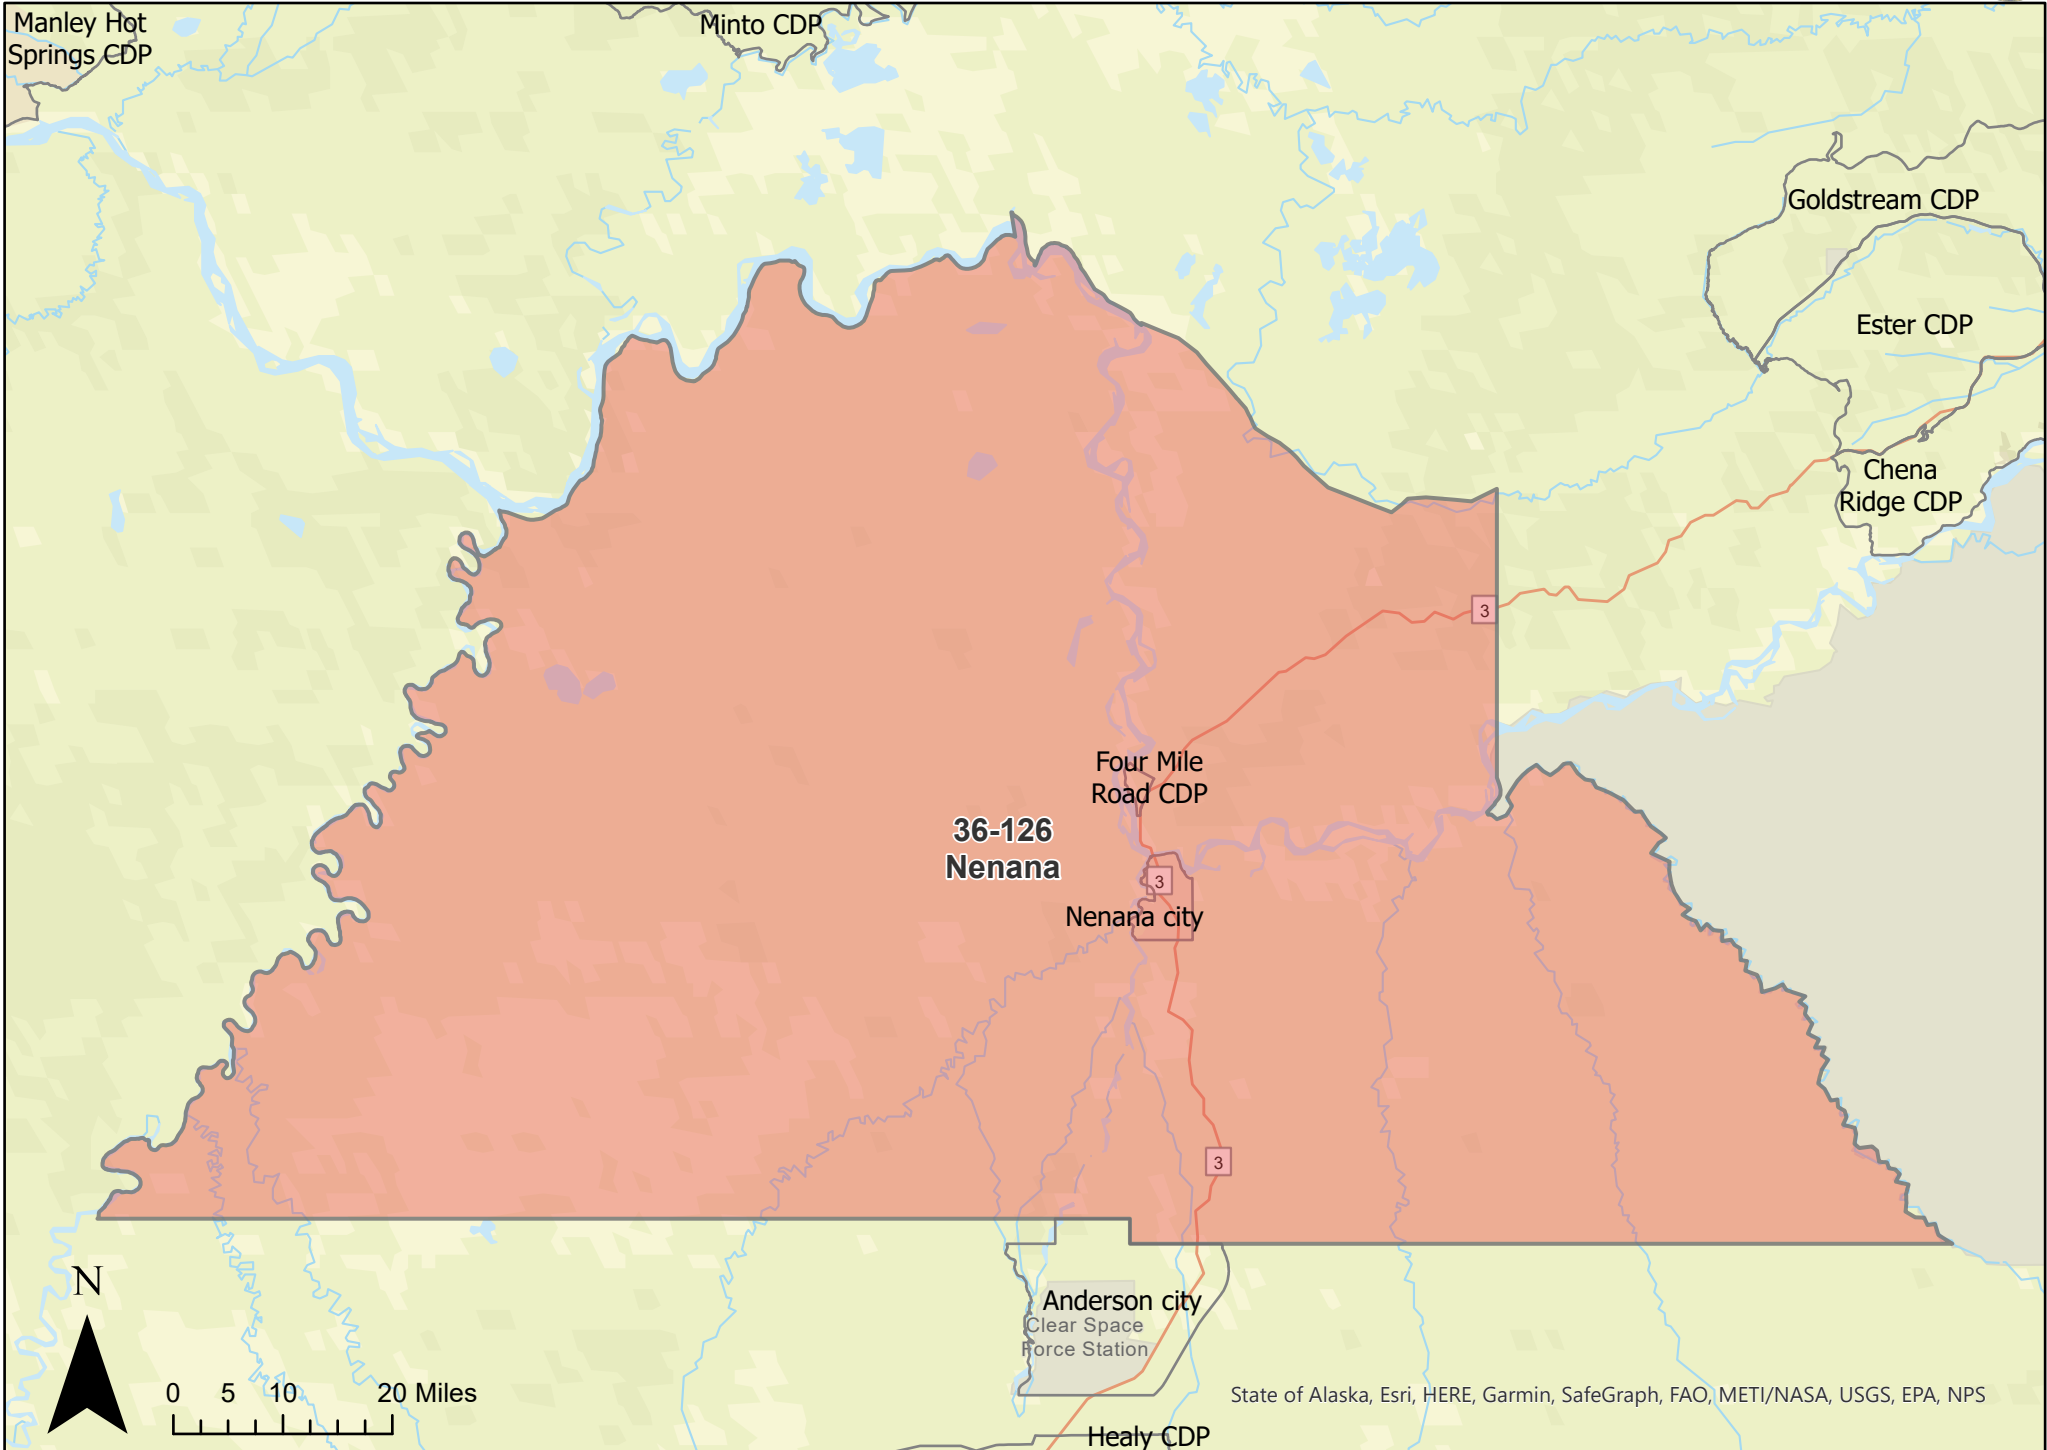 Manley Hot
Springs CDP
Minto CDP
Goldstream CDP
Ester CDP
Chena
Ridge CDP
3
Four Mile
Road CDP
36-126
Nenana
3
Nenana city
3
N
Anderson city
Clear Space
Force Station
0 5 10 20 Miles
State of Alaska, Esri, HERE, Garmin, SafeGraph, FAO, METI/NASA, USGS, EPA, NPS
Healy CDP